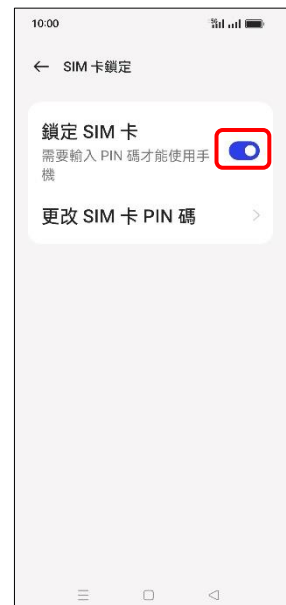 10:00
SIM 卡鎖定
鎖定 SIM 卡
需要輸入 PIN 碼才能使用手
機
更改 SIM 卡 PIN 碼